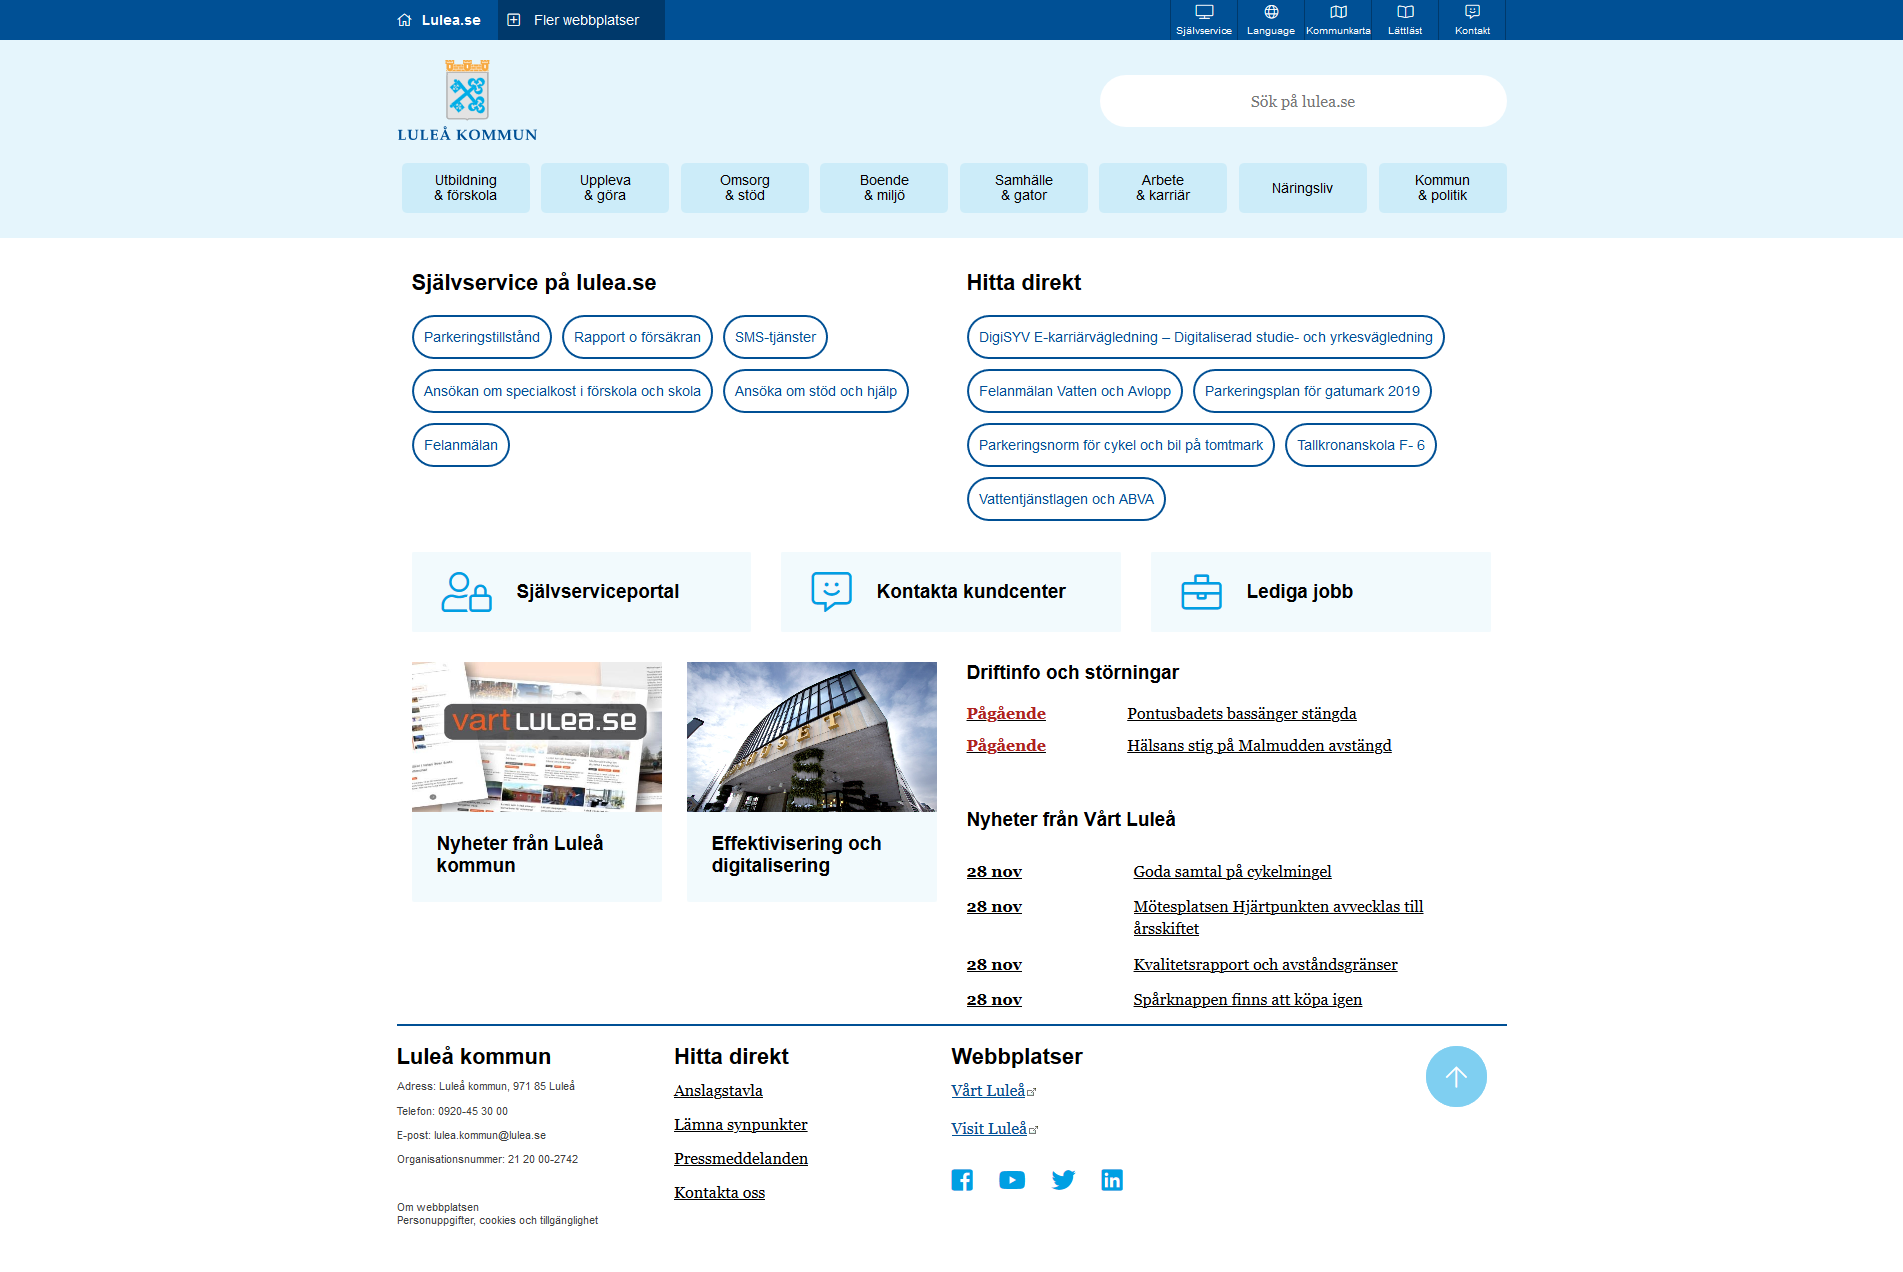 Lulea.se
Fler webbplatser
Självservice
Language
Kommunkarta
Lättläst
Kontakt
LULEÅ KOMMUN
Sök på lulea.se
Utbildning
& förskola
Uppleva
& göra
Omsorg
& stöd
Boende
& miljö
Samhälle
& gator
Arbete
& karriär
Näringsliv
Kommun
& politik
Självservice på lulea.se
Parkeringstillstånd
Rapport o försäkran
SMS-tjänster
Ansökan om specialkost i förskola och skola
Ansöka om stöd och hjälp
Felanmälan
Hitta direkt
DigiSYV E-karriärvägledning – Digitaliserad studie- och yrkesvägledning
Felanmälan Vatten och Avlopp
Parkeringsplan för gatumark 2019
Parkeringsnorm för cykel och bil på tomtmark
Tallkronanskola F- 6
Vattentjänstlagen och ABVA
Självserviceportal
Kontakta kundcenter
Lediga jobb
vårt LULEA.se
Nyheter från Luleå
kommun
Effektivisering och
digitalisering
Driftinfo och störningar
Pågående
Pontusbadets bassänger stängda
Pågående
Hälsans stig på Malmudden avstängd
Nyheter från Vårt Luleå
28 nov
Goda samtal på cykelmingel
28 nov
Mötesplatsen Hjärtpunkten avvecklas till
årsskiftet
28 nov
Kvalitetsrapport och avståndsgränser
28 nov
Spårknappen finns att köpa igen
Luleå kommun
Adress: Luleå kommun, 971 85 Luleå
Telefon: 0920-45 30 00
E-post: lulea.kommun@lulea.se
Organisationsnummer: 21 20 00-2742
Om webbplatsen
Personuppgifter, cookies och tillgänglighet
Hitta direkt
Anslagstavla
Lämna synpunkter
Pressmeddelanden
Kontakta oss
Webbplatser
Vårt Luleå
Visit Luleå